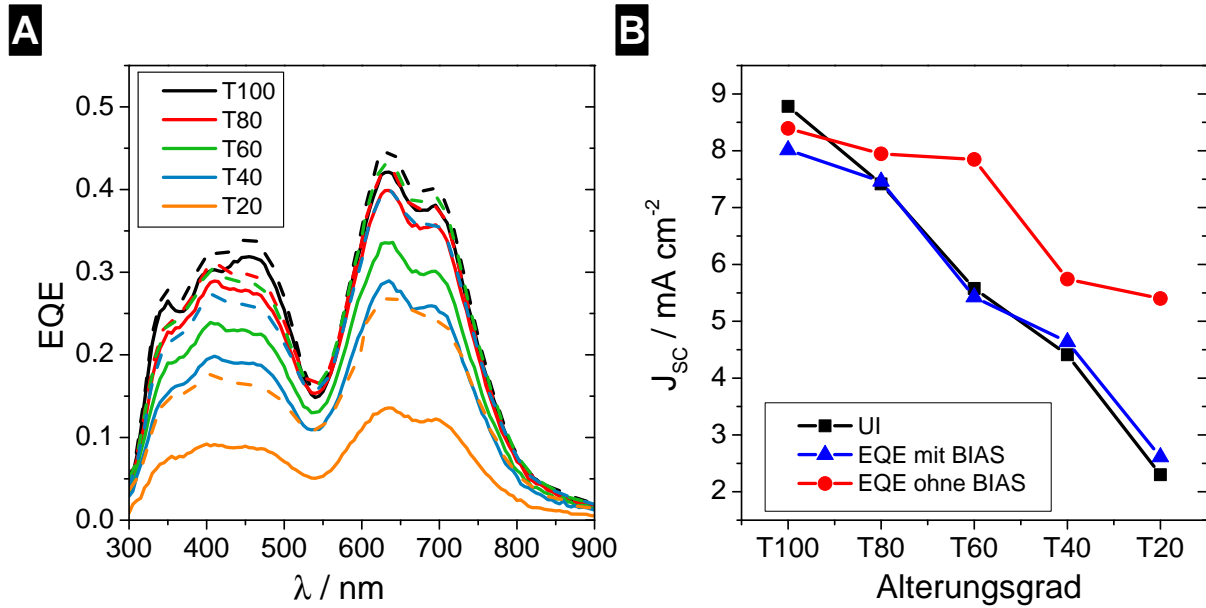 A
EQE
0.5
0.4
0.3
0.2
0.1
0.0
T100
T80
T60
T40
T20
300 400 500 600 700 800 900
λ / nm
B
J_SC / mA cm⁻²
9
8
7
6
5
4
3
2
UI
EQE mit BIAS
EQE ohne BIAS
T100 T80 T60 T40 T20
Alterungsgrad